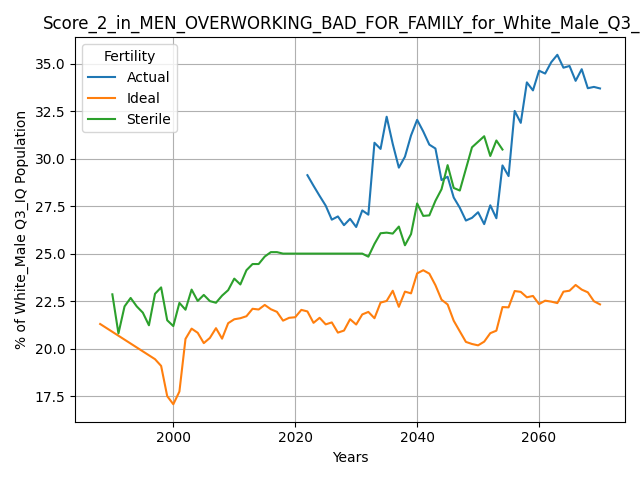 Score_2_in_MEN_OVERWORKING_BAD_FOR_FAMILY_for_White_Male_Q3_
Fertility
Actual
Ideal
Sterile
35.0
32.5
30.0
27.5
25.0
22.5
20.0
17.5
% of White_Male Q3_IQ Population
2000
2020
2040
2060
Years